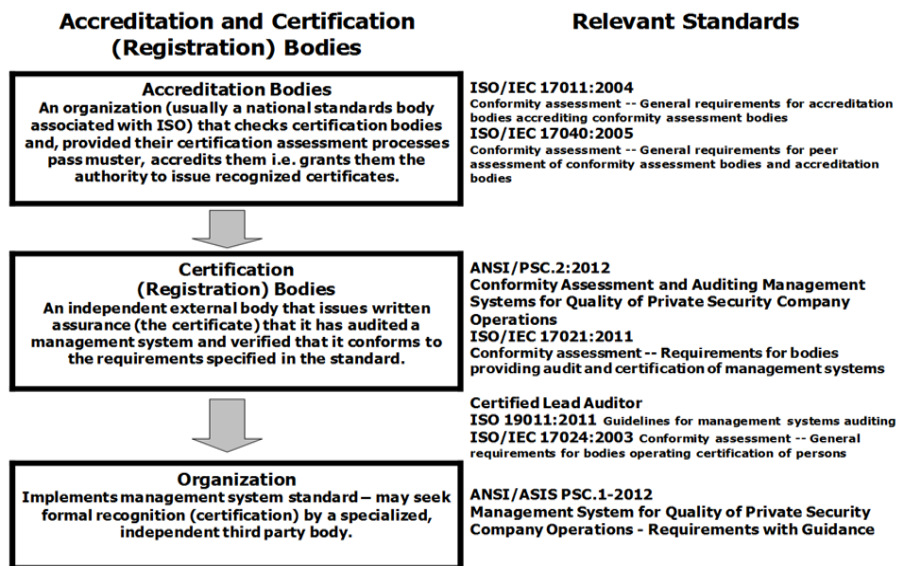 Accreditation and Certification
(Registration) Bodies
Relevant Standards
Accreditation Bodies
An organization (usually a national standards body
associated with ISO) that checks certification bodies
and, provided their certification assessment processes
pass muster, accredits them i.e. grants them the
authority to issue recognized certificates.
ISO/IEC 17011:2004
Conformity assessment -- General requirements for accreditation
bodies accrediting conformity assessment bodies
ISO/IEC 17040:2005
Conformity assessment -- General requirements for peer
assessment of conformity assessment bodies and accreditation
bodies
Certification
(Registration) Bodies
An independent external body that issues written
assurance (the certificate) that it has audited a
management system and verified that it conforms to
the requirements specified in the standard.
ANSI/PSC.2:2012
Conformity Assessment and Auditing Management
Systems for Quality of Private Security Company
Operations
ISO/IEC 17021:2011
Conformity assessment -- Requirements for bodies
providing audit and certification of management systems
Certified Lead Auditor
ISO 19011:2011 Guidelines for management systems auditing
ISO/IEC 17024:2003 Conformity assessment -- General
requirements for bodies operating certification of persons
Organization
Implements management system standard – may seek
formal recognition (certification) by a specialized,
independent third party body.
ANSI/ASIS PSC.1-2012
Management System for Quality of Private Security
Company Operations - Requirements with Guidance